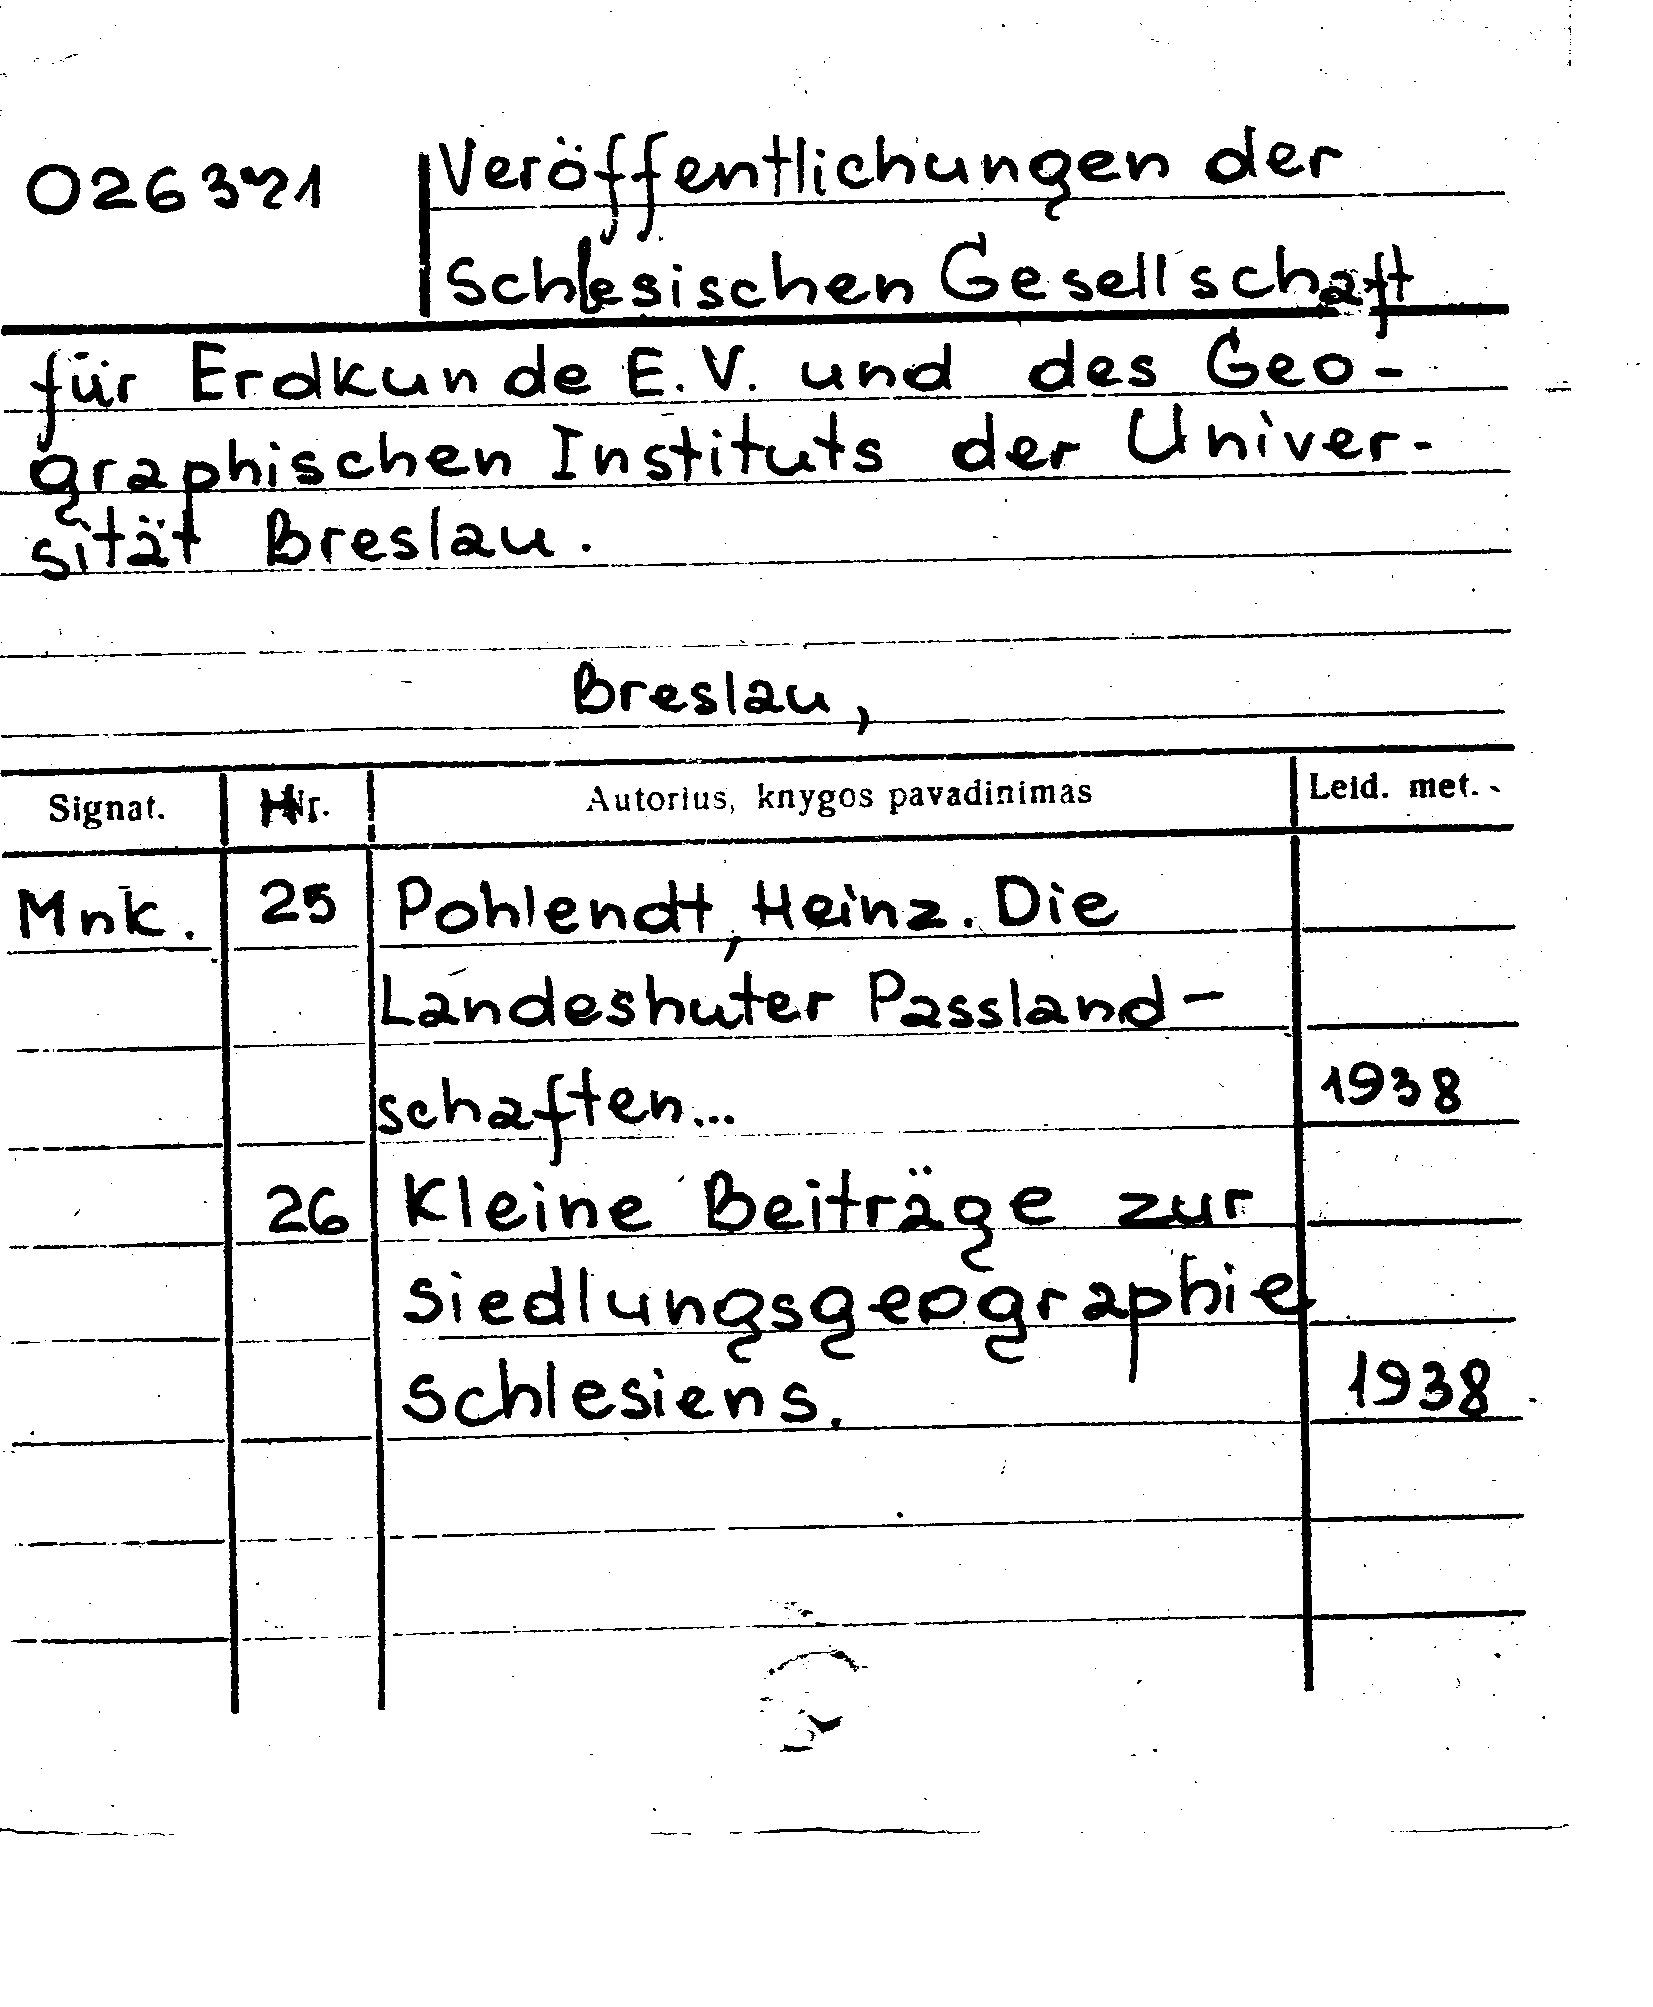 026371 Veröffentlichungen der
Schlesischen Gesellschaft
für Erdkunde E.V. und des Geo-
graphischen Instituts der Univer-
sität Breslau.
Breslau,
Signat. Nr. Autorius, knygos pavadinimas Leid. met.
Mnk. 25 Pohlendt, Heinz. Die
Landeshuter Passland-
schaften... 1938
26 Kleine Beiträge zur
Siedlungsgeographie
Schlesiens. 1938